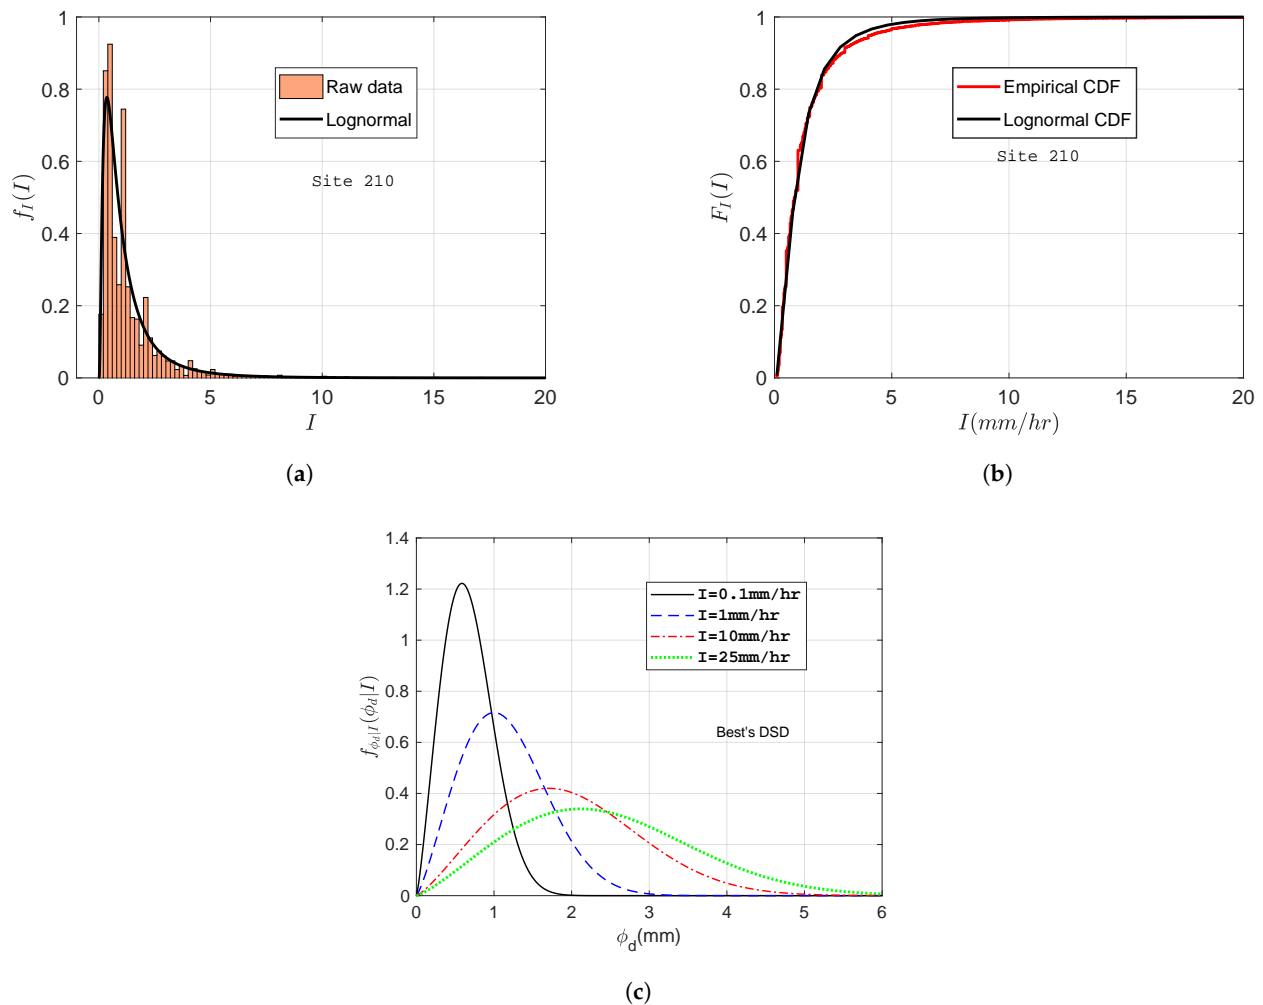 1
0.8
0.6
0.4
0.2
0
0
5
10
15
20
f_I(I)
I
Raw data
Lognormal
Site 210
(a)
1
0.8
0.6
0.4
0.2
0
0
5
10
15
20
F_I(I)
I(mm/hr)
Empirical CDF
Lognormal CDF
Site 210
(b)
1.4
1.2
1
0.8
0.6
0.4
0.2
0
0
1
2
3
4
5
6
f_{ϕ_d|I}(ϕ_d|I)
ϕ_d(mm)
I=0.1mm/hr
I=1mm/hr
I=10mm/hr
I=25mm/hr
Best's DSD
(c)